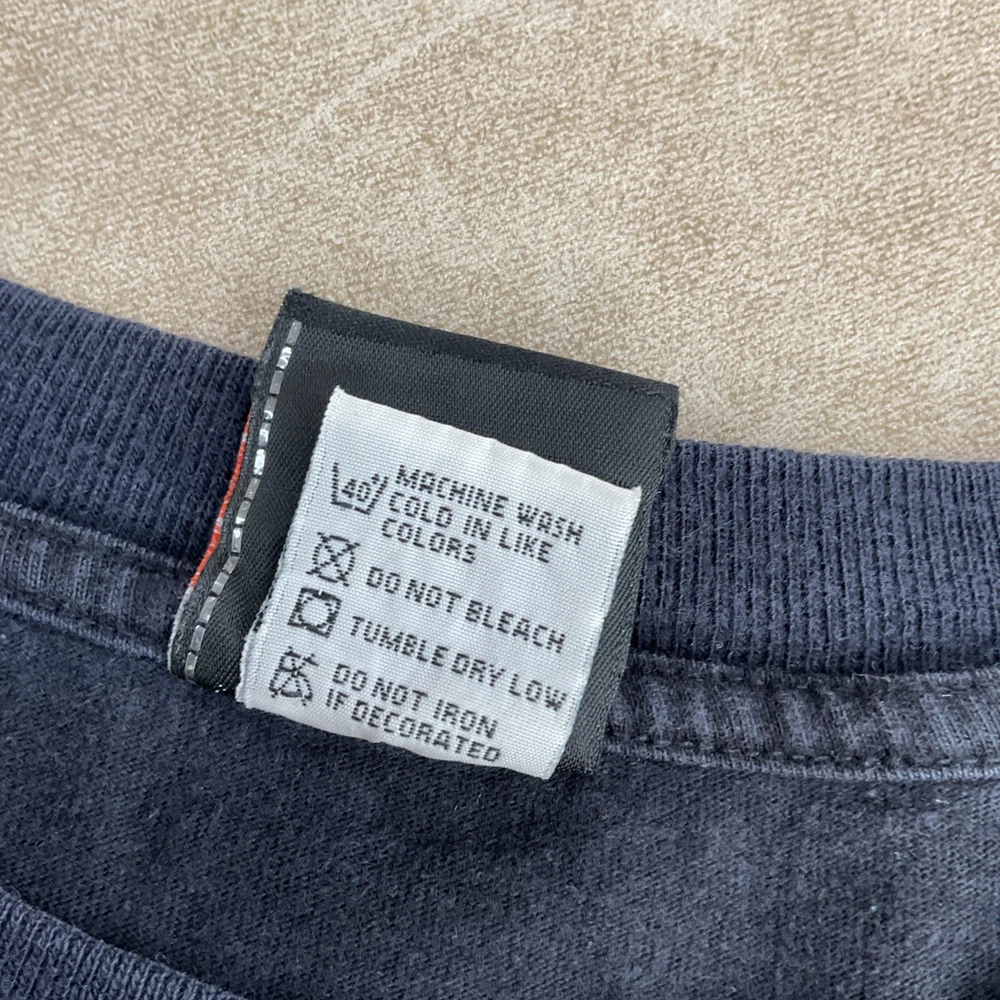 40° MACHINE WASH
COLD IN LIKE
COLORS
DO NOT BLEACH
TUMBLE DRY LOW
DO NOT IRON
IF DECORATED